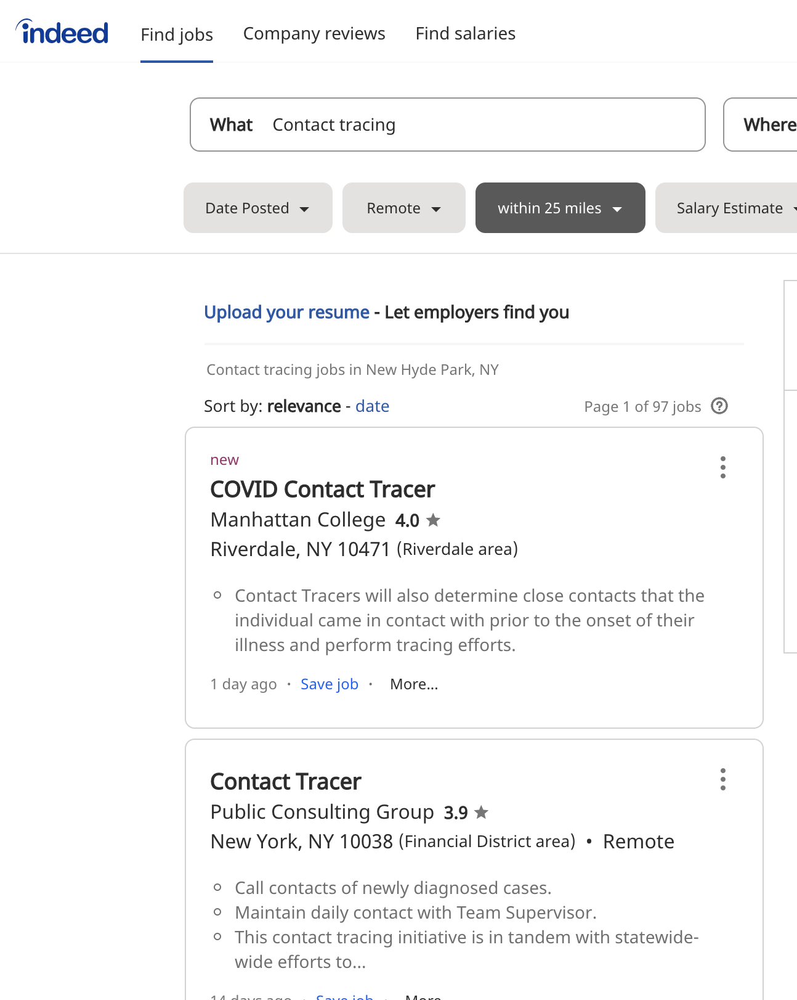 indeed Find jobs Company reviews Find salaries
What Contact tracing Where
Date Posted Remote within 25 miles Salary Estimate
Upload your resume - Let employers find you
Contact tracing jobs in New Hyde Park, NY
Sort by: relevance - date Page 1 of 97 jobs ?
new
COVID Contact Tracer
Manhattan College 4.0 ★
Riverdale, NY 10471 (Riverdale area)
Contact Tracers will also determine close contacts that the
individual came in contact with prior to the onset of their
illness and perform tracing efforts.
1 day ago · Save job · More...
Contact Tracer
Public Consulting Group 3.9 ★
New York, NY 10038 (Financial District area) • Remote
Call contacts of newly diagnosed cases.
Maintain daily contact with Team Supervisor.
This contact tracing initiative is in tandem with statewide-
wide efforts to...
14 days ago · Save job · More